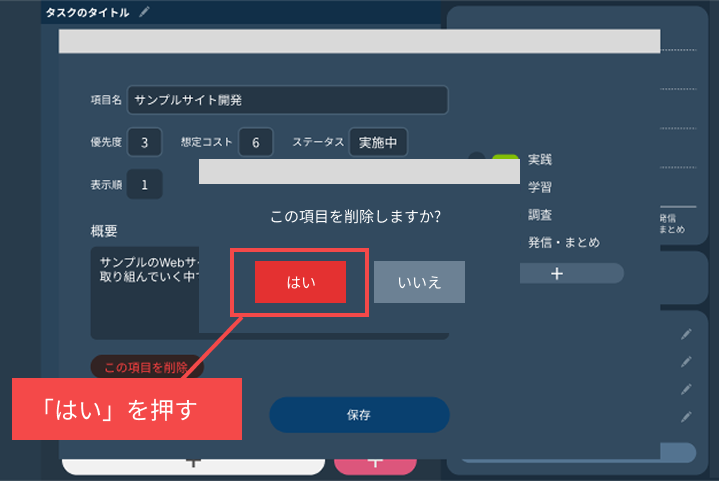 タスクのタイトル
項目名 サンプルサイト開発
優先度 3 想定コスト 6 ステータス 実施中
表示順 1
実践
学習
調査
発信・まとめ
発信
まとめ
この項目を削除しますか?
概要
サンプルのWebサ
取り組んでいく中で
はい いいえ
この項目を削除
「はい」を押す
保存